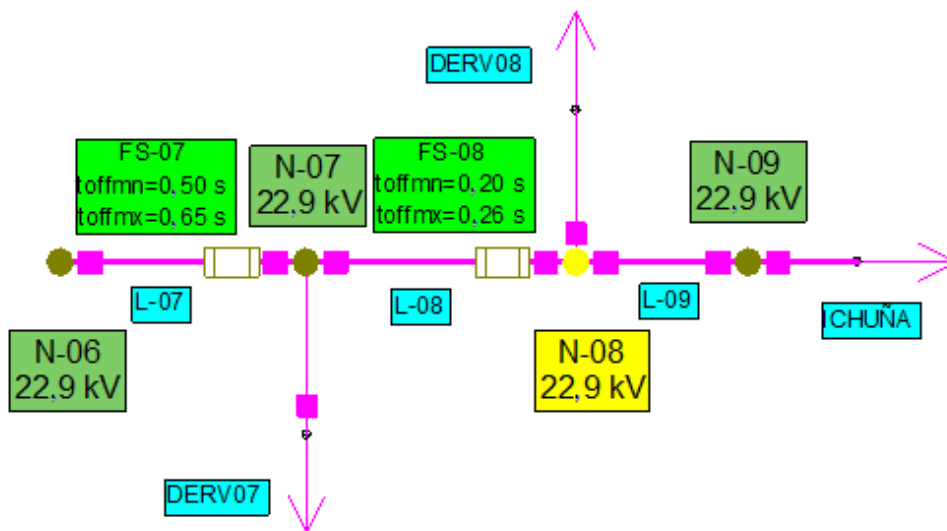 DERV08
FS-07
toffmn=0,50 s
toffmx=0,65 s
N-07
22,9 kV
FS-08
toffmn=0,20 s
toffmx=0,26 s
N-09
22,9 kV
L-07
L-08
L-09
ICHUÑA
N-06
22,9 kV
N-08
22,9 kV
DERV07